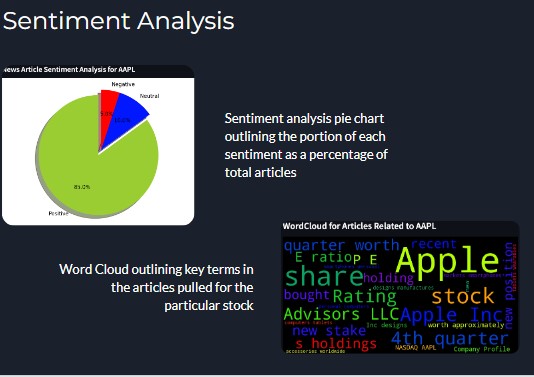 Sentiment Analysis
News Article Sentiment Analysis for AAPL
Negative
Neutral
85.0%
Positive
Sentiment analysis pie chart
outlining the portion of each
sentiment as a percentage of
total articles
WordCloud for Articles Related to AAPL
quarter worth
recent
E ratio
P E
Apple
share
holding
designs manufactures
bought
Rating
stock
new position
Advisors LLC
Apple Inc
Inc designs
worth approximately
new stake
4th quarter
s holdings
NASDAQ AAPL
Company Profile
accessories worldwide
Word Cloud outlining key terms in
the articles pulled for the
particular stock